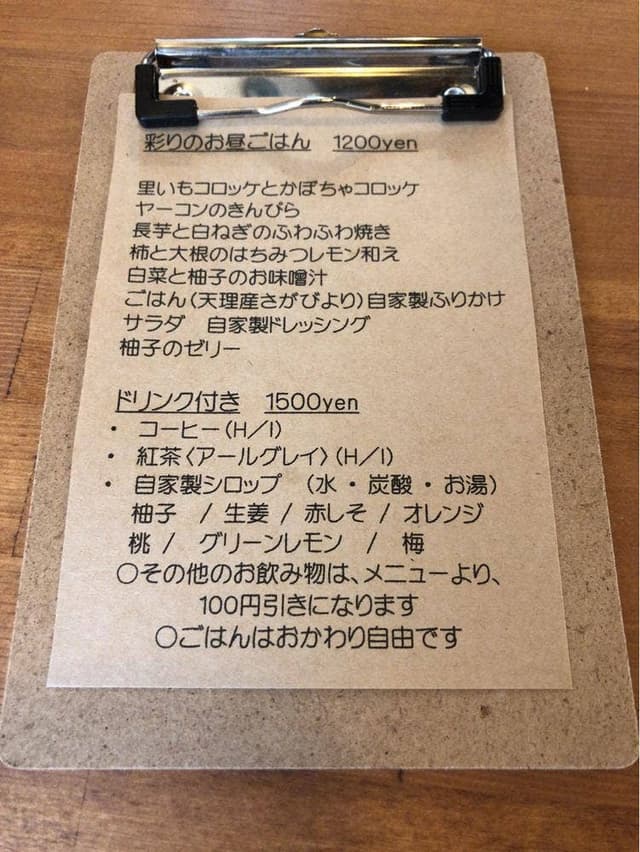 彩りのお昼ごはん 1200yen
里いもコロッケとかぼちゃコロッケ
ヤーコンのきんぴら
長芋と白ねぎのふわふわ焼き
柿と大根のはちみつレモン和え
白菜と柚子のお味噌汁
ごはん(天理産さがびより)自家製ふりかけ
サラダ 自家製ドレッシング
柚子のゼリー
ドリンク付き 1500yen
・ コーヒー(H/I)
・ 紅茶〈アールグレイ〉(H/I)
・ 自家製シロップ (水・炭酸・お湯)
柚子 / 生姜 / 赤しそ / オレンジ
桃 / グリーンレモン / 梅
○その他のお飲み物は、メニューより、
100円引きになります
○ごはんはおかわり自由です